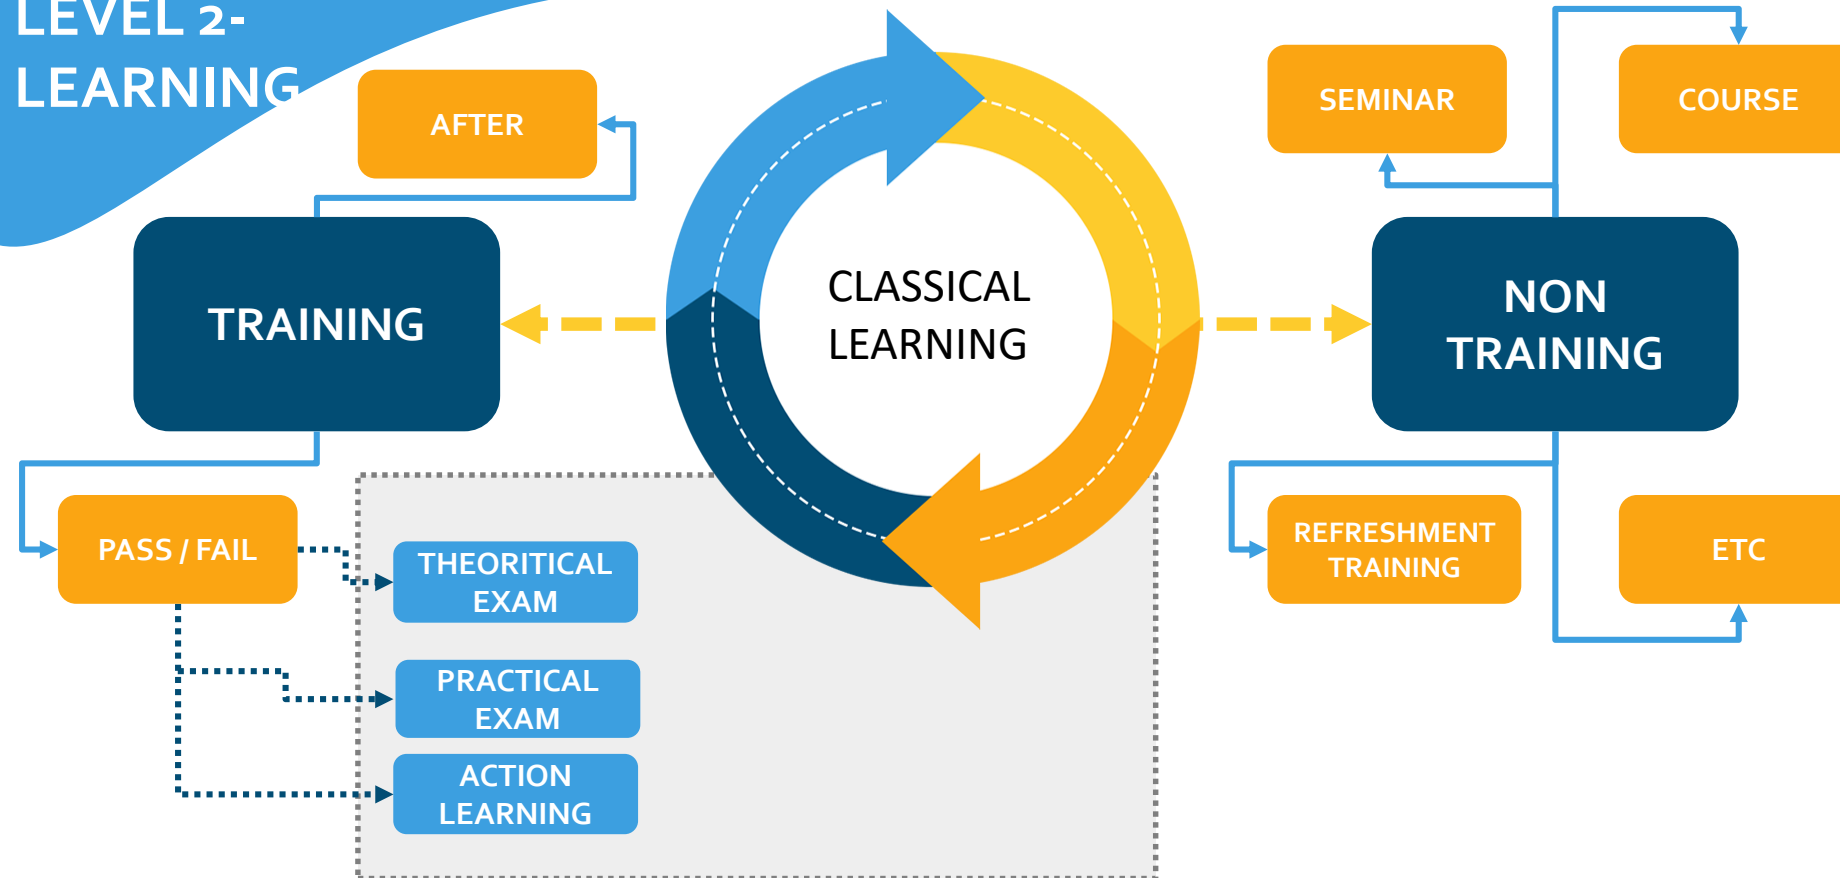 LEVEL 2-
LEARNING
AFTER
TRAINING
PASS / FAIL
THEORITICAL
EXAM
PRACTICAL
EXAM
ACTION
LEARNING
CLASSICAL
LEARNING
SEMINAR
COURSE
NON
TRAINING
REFRESHMENT
TRAINING
ETC